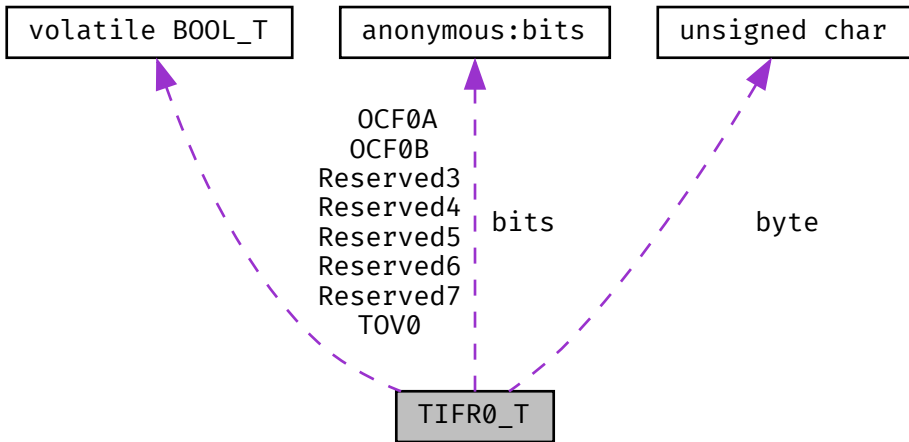 volatile BOOL_T
anonymous:bits
unsigned char
OCF0A
OCF0B
Reserved3
Reserved4
Reserved5
Reserved6
Reserved7
TOV0
bits
byte
TIFR0_T